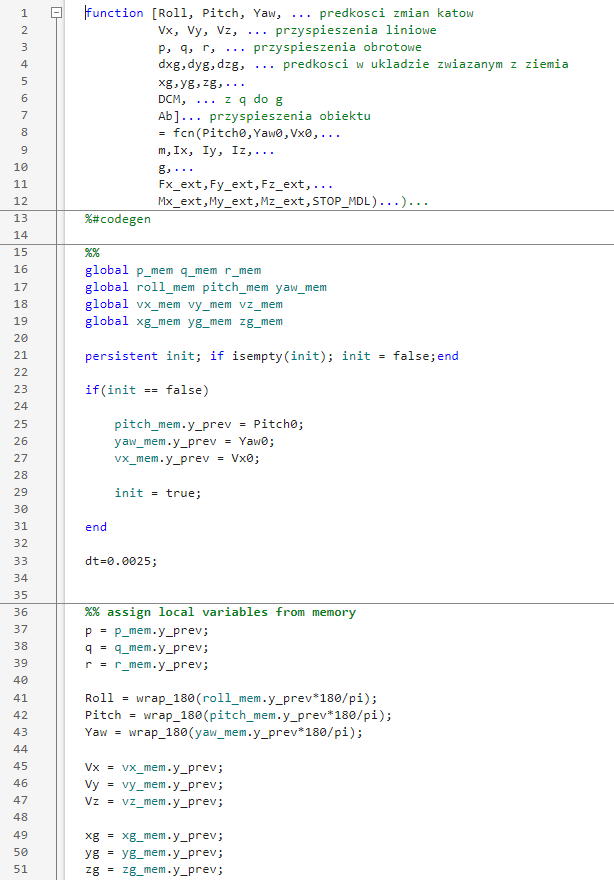 1 function [Roll, Pitch, Yaw, ... predkosci zmian katow
2 Vx, Vy, Vz, ... przyspieszenia liniowe
3 p, q, r, ... przyspieszenia obrotowe
4 dxg,dyg,dzg, ... predkosci w ukladzie zwiazanym z ziemia
5 xg,yg,zg,...
6 DCM, ... z q do g
7 Ab]... przyspieszenia obiektu
8 = fcn(Pitch0,Yaw0,Vx0,...
9 m,Ix, Iy, Iz,...
10 g,...
11 Fx_ext,Fy_ext,Fz_ext,...
12 Mx_ext,My_ext,Mz_ext,STOP_MDL)...)...
13 %#codegen
14
15 %%
16 global p_mem q_mem r_mem
17 global roll_mem pitch_mem yaw_mem
18 global vx_mem vy_mem vz_mem
19 global xg_mem yg_mem zg_mem
20
21 persistent init; if isempty(init); init = false;end
22
23 if(init == false)
24
25 pitch_mem.y_prev = Pitch0;
26 yaw_mem.y_prev = Yaw0;
27 vx_mem.y_prev = Vx0;
28
29 init = true;
30
31 end
32
33 dt=0.0025;
34
35
36 %% assign local variables from memory
37 p = p_mem.y_prev;
38 q = q_mem.y_prev;
39 r = r_mem.y_prev;
40
41 Roll = wrap_180(roll_mem.y_prev*180/pi);
42 Pitch = wrap_180(pitch_mem.y_prev*180/pi);
43 Yaw = wrap_180(yaw_mem.y_prev*180/pi);
44
45 Vx = vx_mem.y_prev;
46 Vy = vy_mem.y_prev;
47 Vz = vz_mem.y_prev;
48
49 xg = xg_mem.y_prev;
50 yg = yg_mem.y_prev;
51 zg = zg_mem.y_prev;